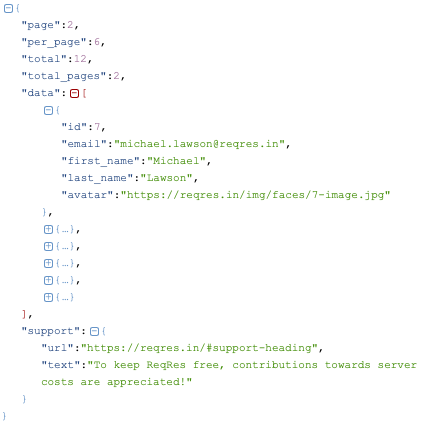 {
"page":2,
"per_page":6,
"total":12,
"total_pages":2,
"data":[
{
"id":7,
"email":"michael.lawson@reqres.in",
"first_name":"Michael",
"last_name":"Lawson",
"avatar":"https://reqres.in/img/faces/7-image.jpg"
},
{…},
{…},
{…},
{…},
{…}
],
"support":{
"url":"https://reqres.in/#support-heading",
"text":"To keep ReqRes free, contributions towards server
costs are appreciated!"
}
}